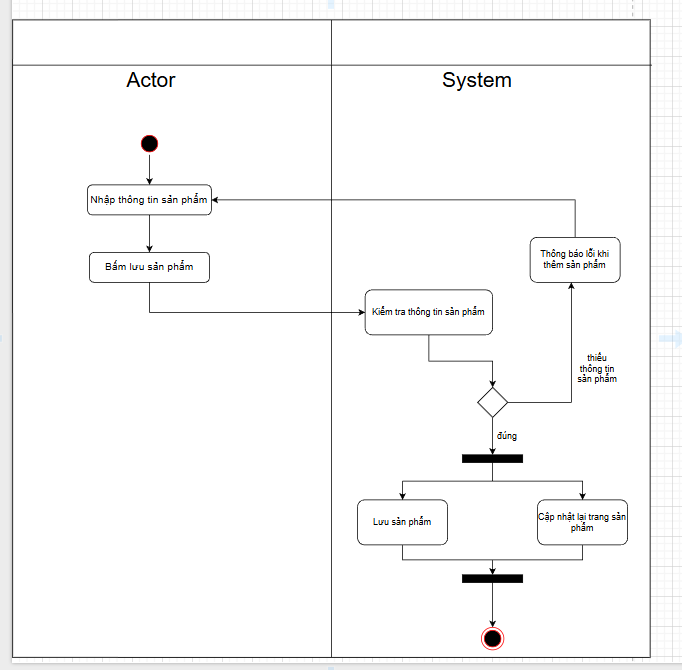 Actor
System
Nhập thông tin sản phẩm
Bấm lưu sản phẩm
Thông báo lỗi khi
thêm sản phẩm
Kiểm tra thông tin sản phẩm
thiếu
thông tin
sản phẩm
đúng
Lưu sản phẩm
Cập nhật lại trang sản
phẩm